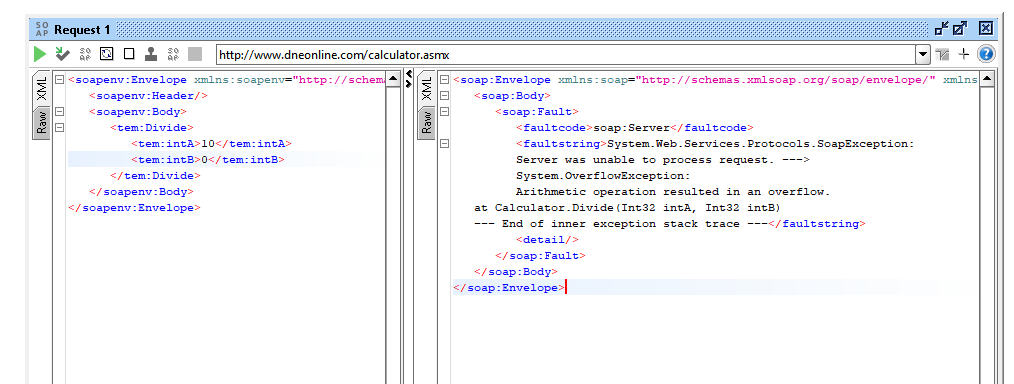 SO
AP Request 1
SO
AP
SO
AP
http://www.dneonline.com/calculator.asmx
XML
Raw
<soapenv:Envelope xmlns:soapenv="http://schem
<soapenv:Header/>
<soapenv:Body>
<tem:Divide>
<tem:intA>10</tem:intA>
<tem:intB>0</tem:intB>
</tem:Divide>
</soapenv:Body>
</soapenv:Envelope>
XML
Raw
<soap:Envelope xmlns:soap="http://schemas.xmlsoap.org/soap/envelope/" xmlns
<soap:Body>
<soap:Fault>
<faultcode>soap:Server</faultcode>
<faultstring>System.Web.Services.Protocols.SoapException:
Server was unable to process request. --->
System.OverflowException:
Arithmetic operation resulted in an overflow.
at Calculator.Divide(Int32 intA, Int32 intB)
--- End of inner exception stack trace ---</faultstring>
<detail/>
</soap:Fault>
</soap:Body>
</soap:Envelope>